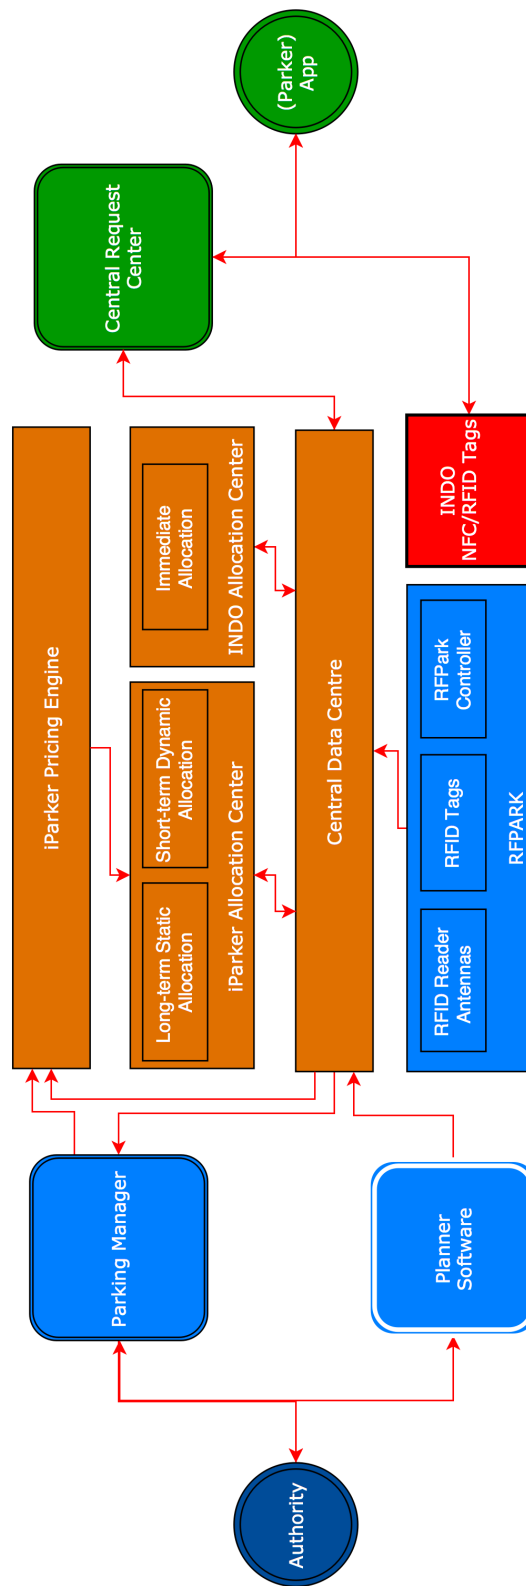 Authority
Parking Manager
Planner
Software
iParker Pricing Engine
Long-term Static
Allocation
Short-term Dynamic
Allocation
iParker Allocation Center
Immediate
Allocation
INDO Allocation Center
Central Data Centre
RFID Reader
Antennas
RFID Tags
RFPark
Controller
RFPARK
INDO
NFC/RFID Tags
Central Request
Center
(Parker)
App